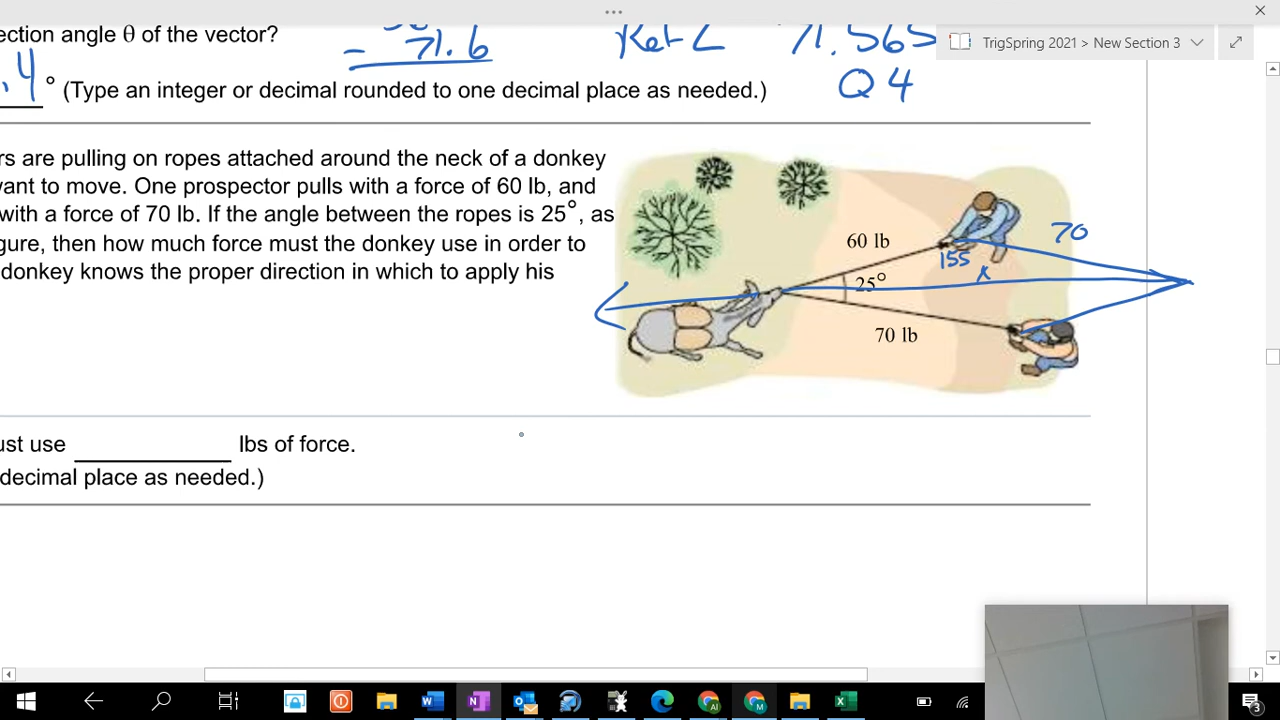 TrigSpring 2021 > New Section 3
ection angle θ of the vector?
- 71.6
Ref ∠ 71.565
.4 ° (Type an integer or decimal rounded to one decimal place as needed.)
Q4
rs are pulling on ropes attached around the neck of a donkey
want to move. One prospector pulls with a force of 60 lb, and
with a force of 70 lb. If the angle between the ropes is 25°, as
gure, then how much force must the donkey use in order to
donkey knows the proper direction in which to apply his
60 lb
70
155
x
25°
70 lb
ust use ____________ lbs of force.
decimal place as needed.)
3